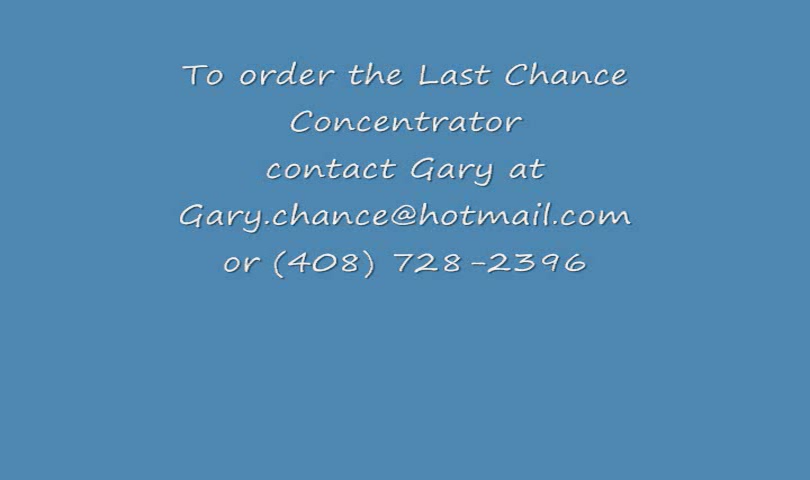 To order the Last Chance
Concentrator
contact Gary at
Gary.chance@hotmail.com
or (408) 728-2396